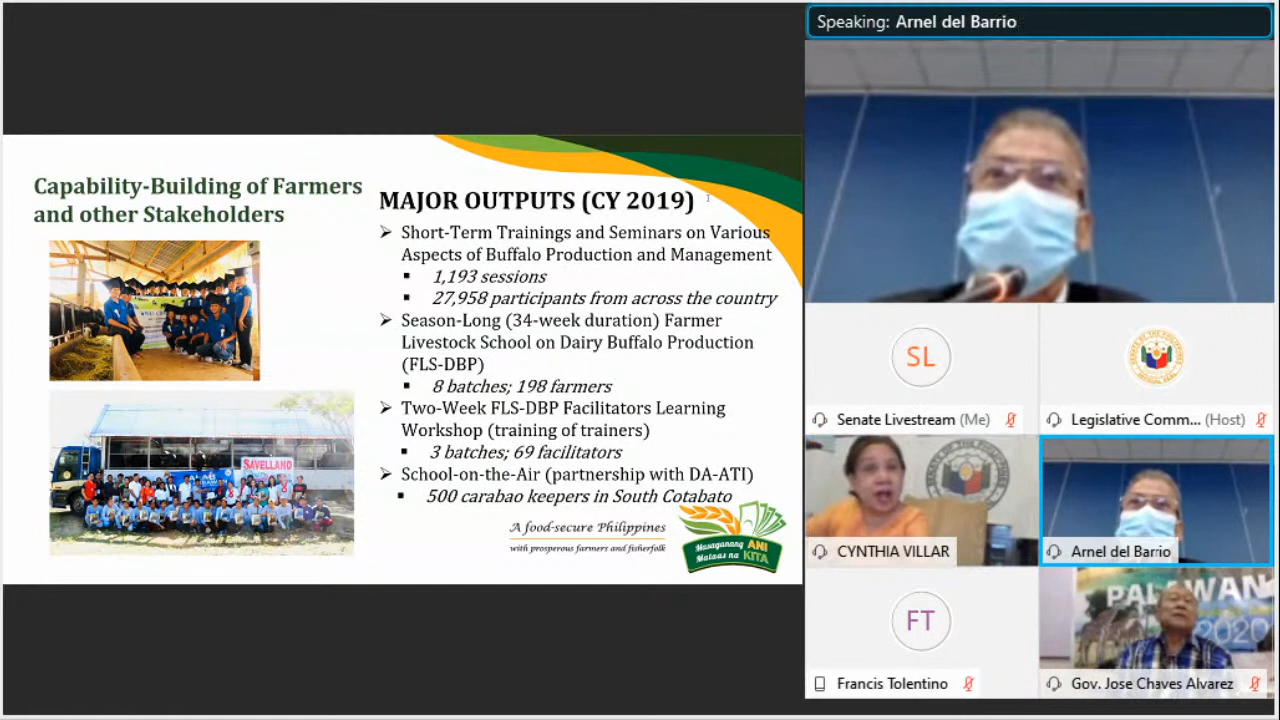 Speaking: Arnel del Barrio
Capability-Building of Farmers
and other Stakeholders
MAJOR OUTPUTS (CY 2019)
1
➢ Short-Term Trainings and Seminars on Various
Aspects of Buffalo Production and Management
▪ 1,193 sessions
▪ 27,958 participants from across the country
➢ Season-Long (34-week duration) Farmer
Livestock School on Dairy Buffalo Production
(FLS-DBP)
▪ 8 batches; 198 farmers
➢ Two-Week FLS-DBP Facilitators Learning
Workshop (training of trainers)
▪ 3 batches; 69 facilitators
➢ School-on-the-Air (partnership with DA-ATI)
▪ 500 carabao keepers in South Cotabato
SAVELLANO
A food-secure Philippines
with prosperous farmers and fisherfolk
Masaganang ANI
Mataas na KITA
SL
Senate Livestream (Me)
Legislative Comm... (Host)
CYNTHIA VILLAR
Arnel del Barrio
FT
Francis Tolentino
PALAWAN
2020
Gov. Jose Chaves Alvarez